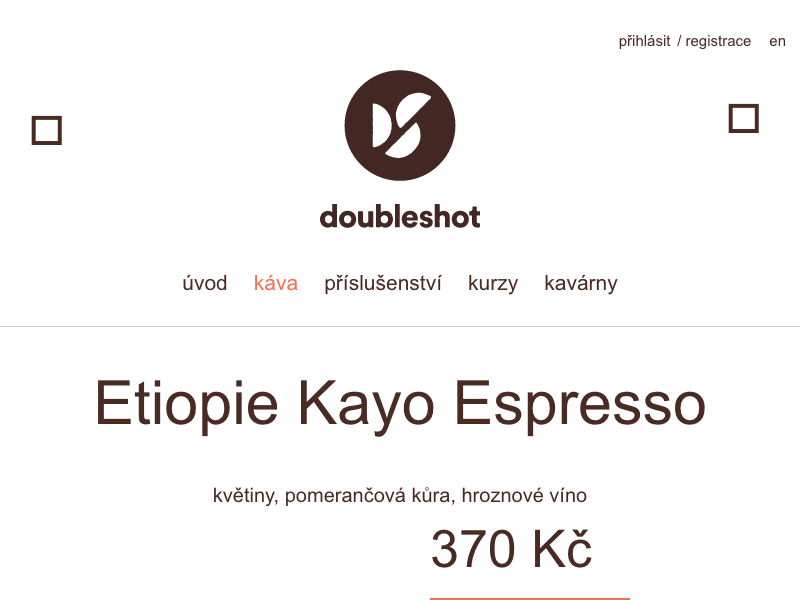 přihlásit / registrace en
doubleshot
úvod káva příslušenství kurzy kavárny
Etiopie Kayo Espresso
květiny, pomerančová kůra, hroznové víno
370 Kč